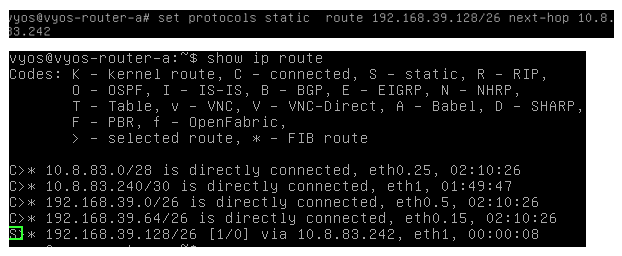 vyos@vyos-router-a# set protocols static  route 192.168.39.128/26 next-hop 10.8.
83.242
vyos@vyos-router-a:~$ show ip route
Codes: K - kernel route, C - connected, S - static, R - RIP,
O - OSPF, I - IS-IS, B - BGP, E - EIGRP, N - NHRP,
T - Table, v - VNC, V - VNC-Direct, A - Babel, D - SHARP,
F - PBR, f - OpenFabric,
> - selected route, * - FIB route
C>* 10.8.83.0/28 is directly connected, eth0.25, 02:10:26
C>* 10.8.83.240/30 is directly connected, eth1, 01:49:47
C>* 192.168.39.0/26 is directly connected, eth0.5, 02:10:26
C>* 192.168.39.64/26 is directly connected, eth0.15, 02:10:26
S>* 192.168.39.128/26 [1/0] via 10.8.83.242, eth1, 00:00:08